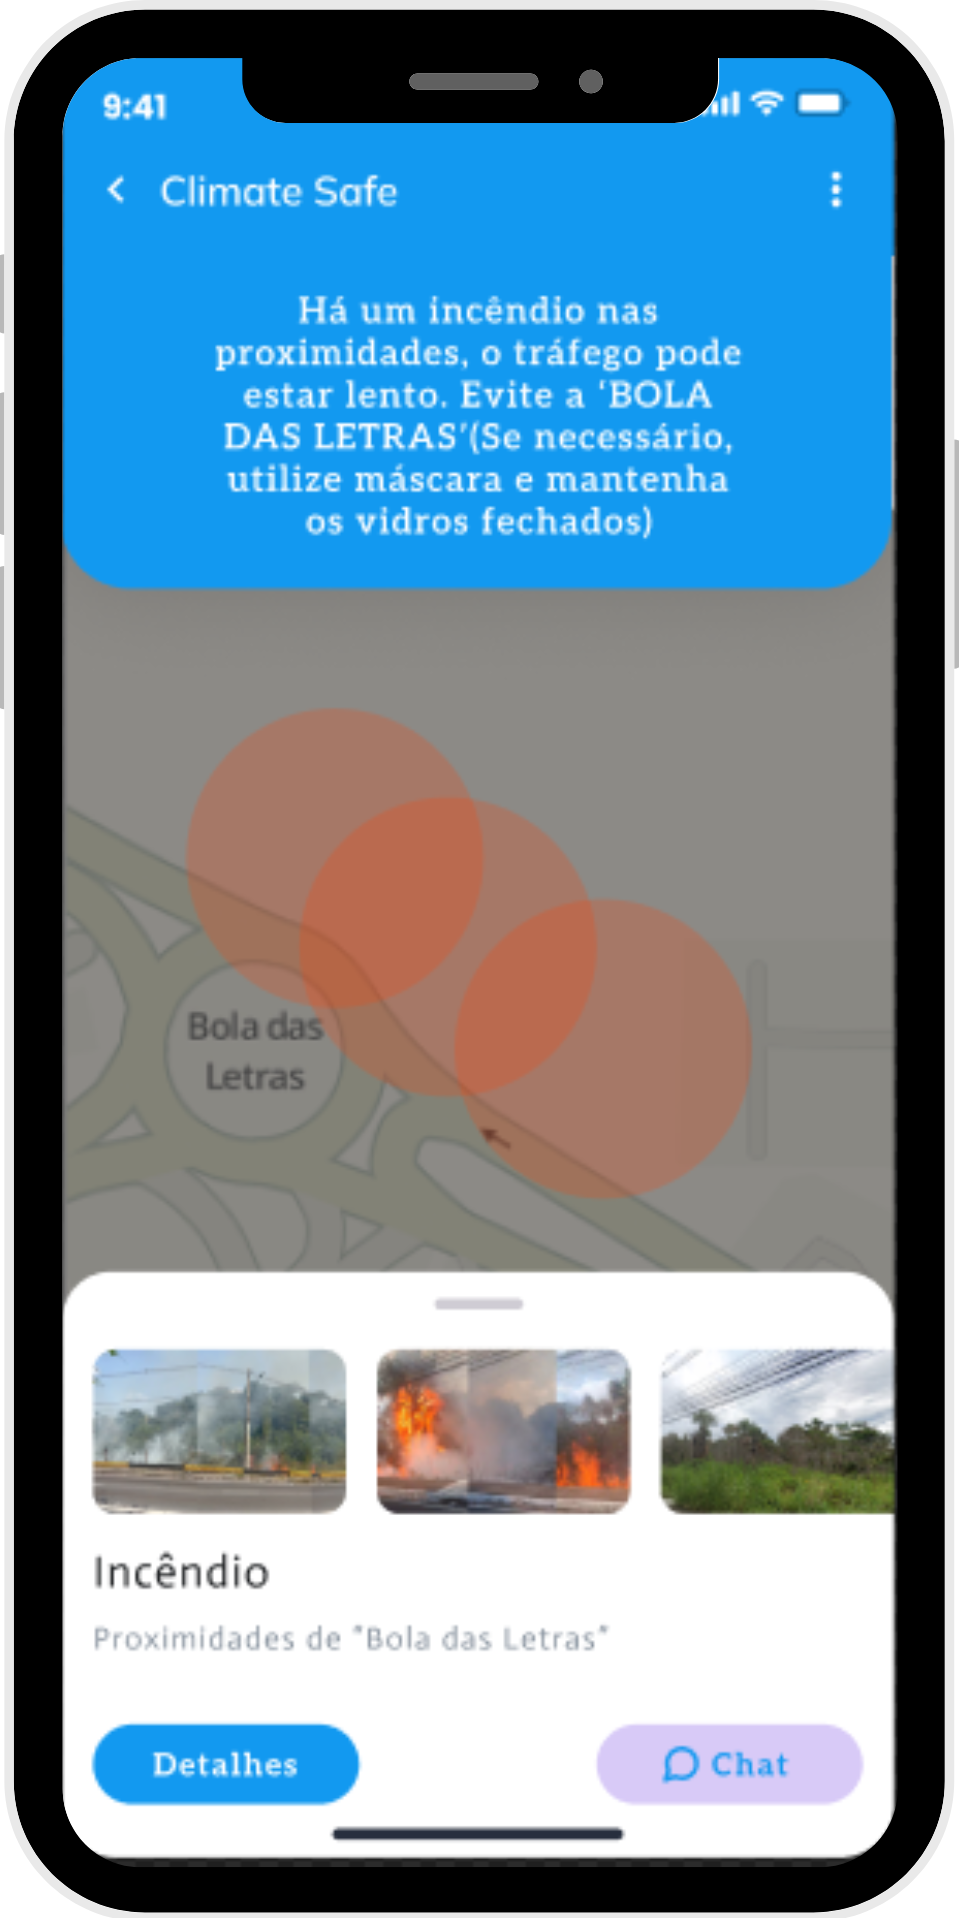 9:41
Climate Safe
Há um incêndio nas
proximidades, o tráfego pode
estar lento. Evite a ‘BOLA
DAS LETRAS’(Se necessário,
utilize máscara e mantenha
os vidros fechados)
Bola das
Letras
Incêndio
Proximidades de "Bola das Letras"
Detalhes
Chat